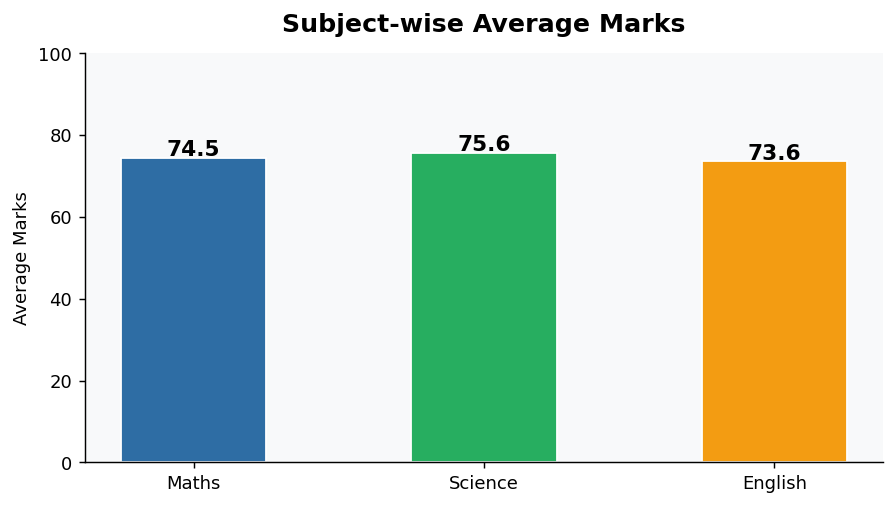 Subject-wise Average Marks
Average Marks
100
80
60
40
20
0
74.5
75.6
73.6
Maths
Science
English